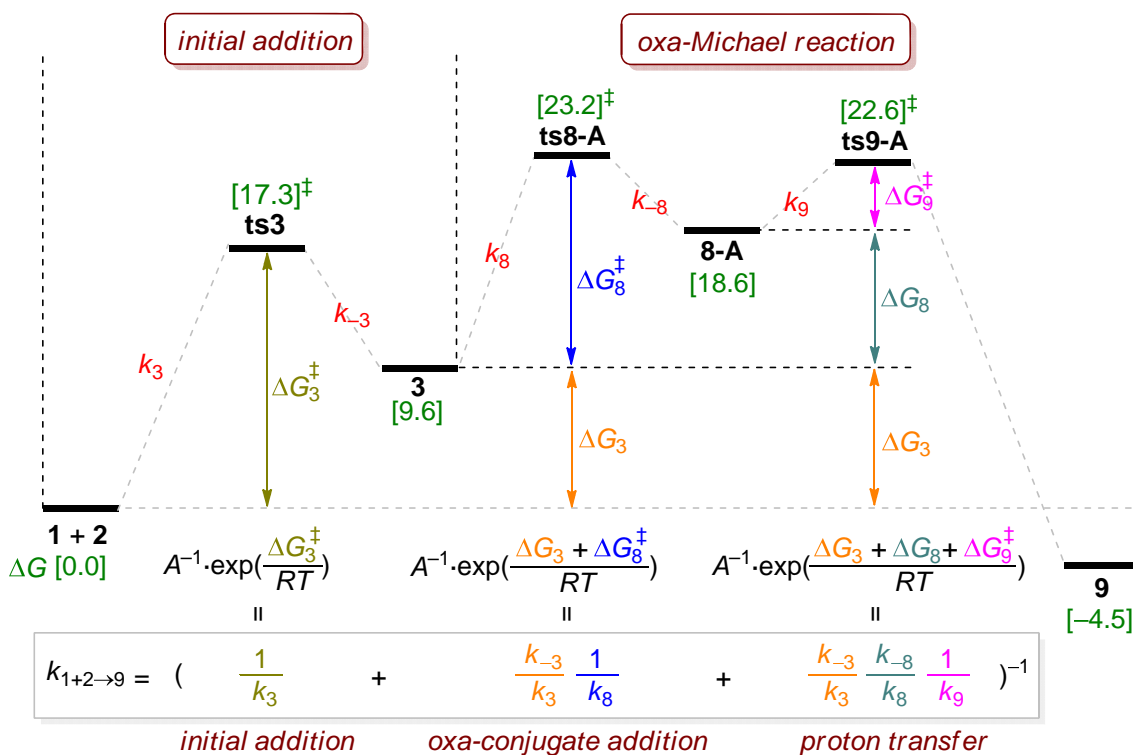 initial addition
oxa-Michael reaction
[23.2]‡
ts8-A
[22.6]‡
ts9-A
[17.3]‡
ts3
k–8
k9
ΔG9‡
k8
8-A
[18.6]
ΔG8‡
ΔG8
k–3
k3
ΔG3‡
3
[9.6]
ΔG3
ΔG3
1 + 2
ΔG [0.0]
A–1·exp(ΔG3‡/RT)
A–1·exp((ΔG3 + ΔG8‡)/RT)
A–1·exp((ΔG3 + ΔG8 + ΔG9‡)/RT)
9
[–4.5]
= = =
k1+2→9 = ( 1/k3 + k–3/k3 1/k8 + k–3/k3 k–8/k8 1/k9 )–1
initial addition oxa-conjugate addition proton transfer